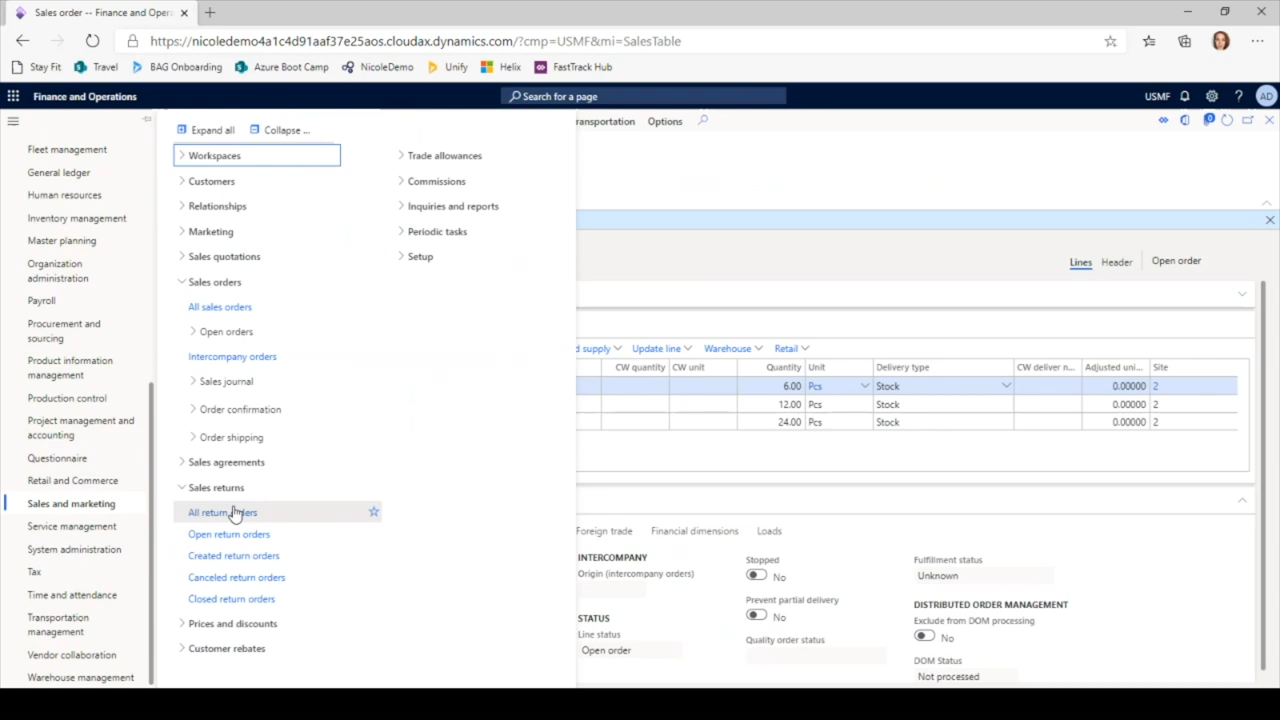 Sales order -- Finance and Oper
https://nicoledemo4a1c4d91aaf37e25aos.cloudax.dynamics.com/?cmp=USMF&mi=SalesTable
Stay Fit Travel BAG Onboarding Azure Boot Camp NicoleDemo Unify Helix FastTrack Hub
Finance and Operations Search for a page USMF ? AD
Expand all Collapse ... ransportation Options
Fleet management
General ledger
Human resources
Inventory management
Master planning
Organization
administration
Payroll
Procurement and
sourcing
Product information
management
Production control
Project management and
accounting
Questionnaire
Retail and Commerce
Sales and marketing
Service management
System administration
Tax
Time and attendance
Transportation
management
Vendor collaboration
Warehouse management
Workspaces
Customers
Relationships
Marketing
Sales quotations
Sales orders
All sales orders
Open orders
Intercompany orders
Sales journal
Order confirmation
Order shipping
Sales agreements
Sales returns
All return orders
Open return orders
Created return orders
Canceled return orders
Closed return orders
Prices and discounts
Customer rebates
Trade allowances
Commissions
Inquiries and reports
Periodic tasks
Setup
Lines Header Open order
d supply Update line Warehouse Retail
CW quantity CW unit Quantity Unit Delivery type CW deliver n... Adjusted uni... Site
6.00 Pcs Stock 0.00000 2
12.00 Pcs Stock 0.00000 2
24.00 Pcs Stock 0.00000 2
Foreign trade Financial dimensions Loads
INTERCOMPANY
Origin (intercompany orders)
STATUS
Line status
Open order
Stopped
No
Prevent partial delivery
No
Quality order status
Fulfillment status
Unknown
DISTRIBUTED ORDER MANAGEMENT
Exclude from DOM processing
No
DOM Status
Not processed